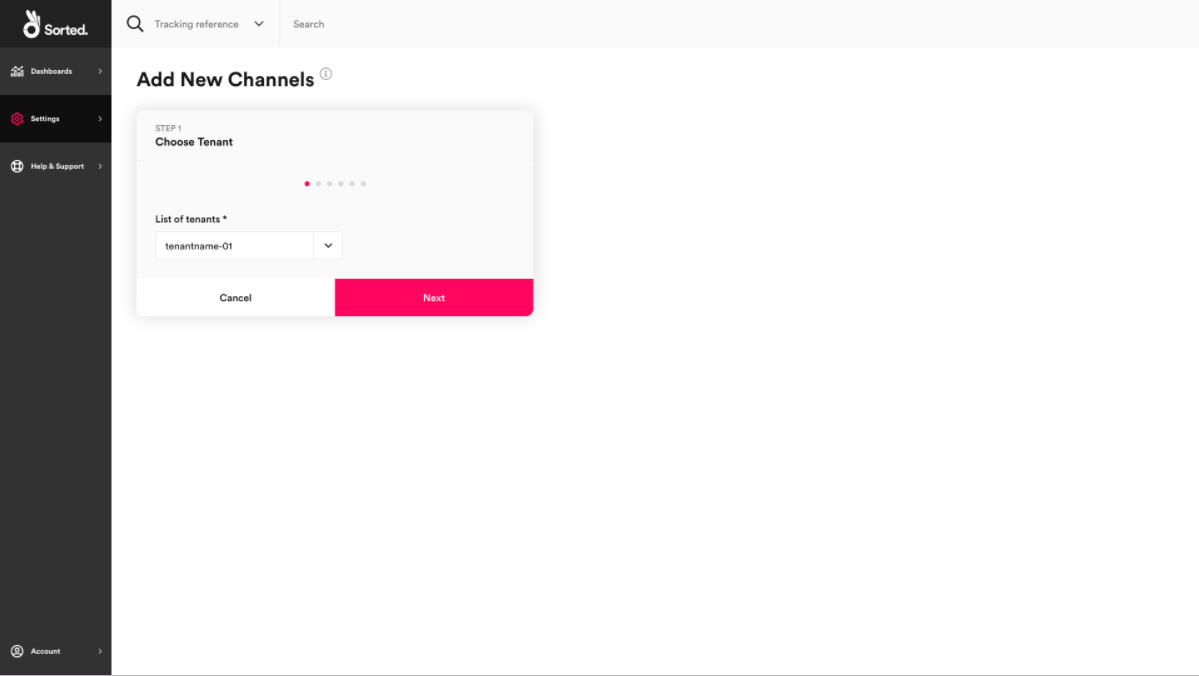 Sorted.
Tracking reference
Search
Dashboards
Settings
Help & Support
Account
Add New Channels
STEP 1
Choose Tenant
List of tenants *
tenantname-01
Cancel
Next